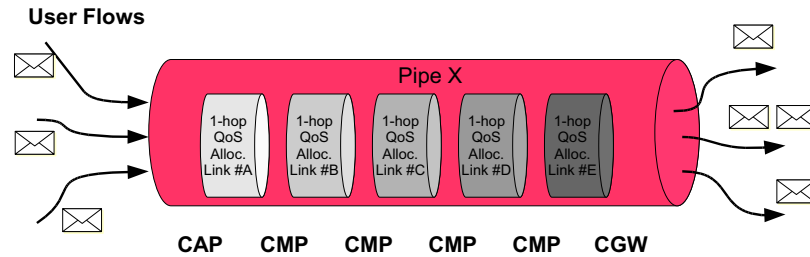 User Flows
Pipe X
1-hop
QoS
Alloc.
Link #A
1-hop
QoS
Alloc.
Link #B
1-hop
QoS
Alloc.
Link #C
1-hop
QoS
Alloc.
Link #D
1-hop
QoS
Alloc.
Link #E
CAP CMP CMP CMP CMP CGW